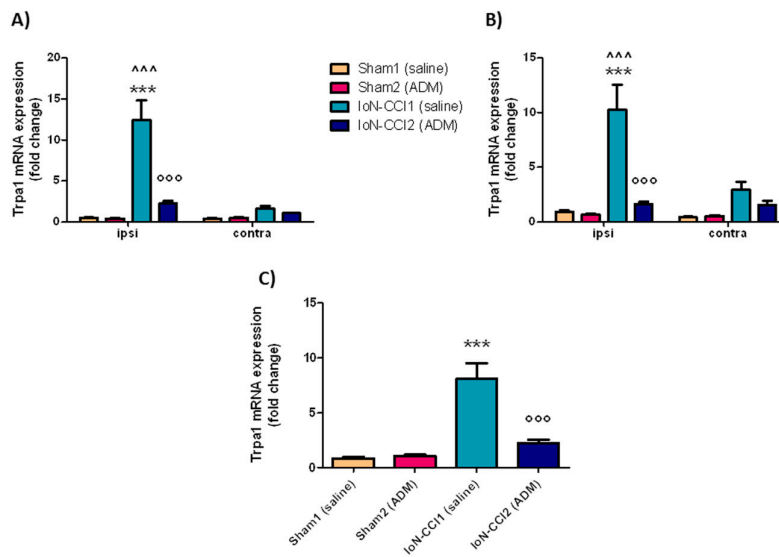 A)
Trpa1 mRNA expression
(fold change)
20
15
10
5
0
^^^
***
°°°
ipsi
contra
Sham1 (saline)
Sham2 (ADM)
IoN-CCI1 (saline)
IoN-CCI2 (ADM)
B)
Trpa1 mRNA expression
(fold change)
15
10
5
0
^^^
***
°°°
ipsi
contra
C)
Trpa1 mRNA expression
(fold change)
15
10
5
0
***
°°°
Sham1 (saline)
Sham2 (ADM)
IoN-CCI1 (saline)
IoN-CCI2 (ADM)